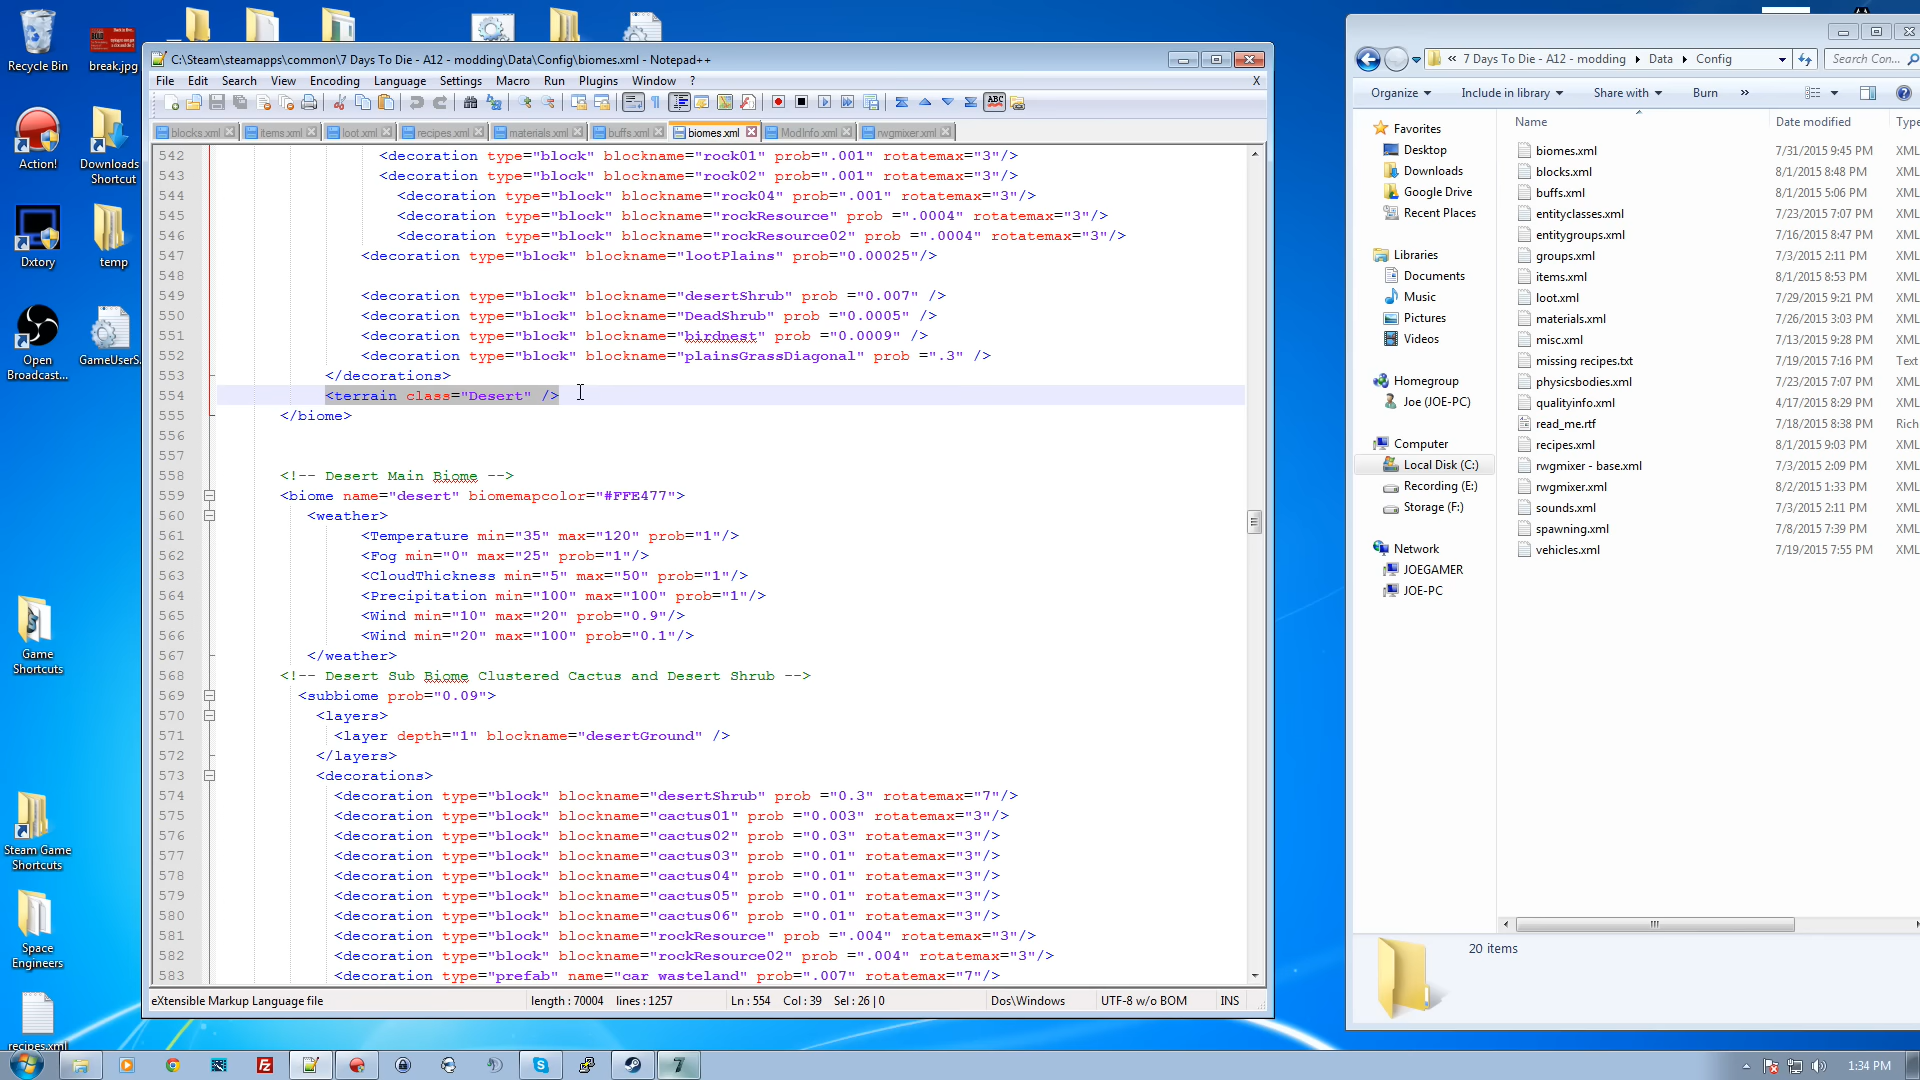 Recycle Bin
break.jpg
Action!
Downloads Shortcut
Dxtory
temp
Open Broadcast...
GameUserS...
Game Shortcuts
Steam Game Shortcuts
Space Engineers
recipes.xml
C:\Steam\steamapps\common\7 Days To Die - A12 - modding\Data\Config\biomes.xml - Notepad++
File Edit Search View Encoding Language Settings Macro Run Plugins Window ? X
blocks.xml items.xml loot.xml recipes.xml materials.xml buffs.xml biomes.xml ModInfo.xml rwgmixer.xml
542 <decoration type="block" blockname="rock01" prob=".001" rotatemax="3"/>
543 <decoration type="block" blockname="rock02" prob=".001" rotatemax="3"/>
544 <decoration type="block" blockname="rock04" prob=".001" rotatemax="3"/>
545 <decoration type="block" blockname="rockResource" prob =".0004" rotatemax="3"/>
546 <decoration type="block" blockname="rockResource02" prob =".0004" rotatemax="3"/>
547 <decoration type="block" blockname="lootPlains" prob="0.00025"/>
548
549 <decoration type="block" blockname="desertShrub" prob ="0.007" />
550 <decoration type="block" blockname="DeadShrub" prob ="0.0005" />
551 <decoration type="block" blockname="birdnest" prob ="0.0009" />
552 <decoration type="block" blockname="plainsGrassDiagonal" prob =".3" />
553 </decorations>
554 <terrain class="Desert" />
555 </biome>
556
557
558 <!-- Desert Main Biome -->
559 <biome name="desert" biomemapcolor="#FFE477">
560 <weather>
561 <Temperature min="35" max="120" prob="1"/>
562 <Fog min="0" max="25" prob="1"/>
563 <CloudThickness min="5" max="50" prob="1"/>
564 <Precipitation min="100" max="100" prob="1"/>
565 <Wind min="10" max="20" prob="0.9"/>
566 <Wind min="20" max="100" prob="0.1"/>
567 </weather>
568 <!-- Desert Sub Biome Clustered Cactus and Desert Shrub -->
569 <subbiome prob="0.09">
570 <layers>
571 <layer depth="1" blockname="desertGround" />
572 </layers>
573 <decorations>
574 <decoration type="block" blockname="desertShrub" prob ="0.3" rotatemax="7"/>
575 <decoration type="block" blockname="cactus01" prob ="0.003" rotatemax="3"/>
576 <decoration type="block" blockname="cactus02" prob ="0.03" rotatemax="3"/>
577 <decoration type="block" blockname="cactus03" prob ="0.01" rotatemax="3"/>
578 <decoration type="block" blockname="cactus04" prob ="0.01" rotatemax="3"/>
579 <decoration type="block" blockname="cactus05" prob ="0.01" rotatemax="3"/>
580 <decoration type="block" blockname="cactus06" prob ="0.01" rotatemax="3"/>
581 <decoration type="block" blockname="rockResource" prob =".004" rotatemax="3"/>
582 <decoration type="block" blockname="rockResource02" prob =".004" rotatemax="3"/>
583 <decoration type="prefab" name="car_wasteland" prob=".007" rotatemax="7"/>
eXtensible Markup Language file length : 70004 lines : 1257 Ln : 554 Col : 39 Sel : 26 | 0 Dos\Windows UTF-8 w/o BOM INS
« 7 Days To Die - A12 - modding Data Config Search Con...
Organize Include in library Share with Burn »
Favorites
Desktop
Downloads
Google Drive
Recent Places
Libraries
Documents
Music
Pictures
Videos
Homegroup
Joe (JOE-PC)
Computer
Local Disk (C:)
Recording (E:)
Storage (F:)
Network
JOEGAMER
JOE-PC
Name Date modified Type
biomes.xml 7/31/2015 9:45 PM XML
blocks.xml 8/1/2015 8:48 PM XML
buffs.xml 8/1/2015 5:06 PM XML
entityclasses.xml 7/23/2015 7:07 PM XML
entitygroups.xml 7/16/2015 8:47 PM XML
groups.xml 7/3/2015 2:11 PM XML
items.xml 8/1/2015 8:53 PM XML
loot.xml 7/29/2015 9:21 PM XML
materials.xml 7/26/2015 3:03 PM XML
misc.xml 7/13/2015 9:28 PM XML
missing recipes.txt 7/19/2015 7:16 PM Text
physicsbodies.xml 7/23/2015 7:07 PM XML
qualityinfo.xml 4/17/2015 8:29 PM XML
read_me.rtf 7/18/2015 8:38 PM Rich
recipes.xml 8/1/2015 9:03 PM XML
rwgmixer - base.xml 7/3/2015 2:09 PM XML
rwgmixer.xml 8/2/2015 1:33 PM XML
sounds.xml 7/3/2015 2:11 PM XML
spawning.xml 7/8/2015 7:39 PM XML
vehicles.xml 7/19/2015 7:55 PM XML
20 items
1:34 PM